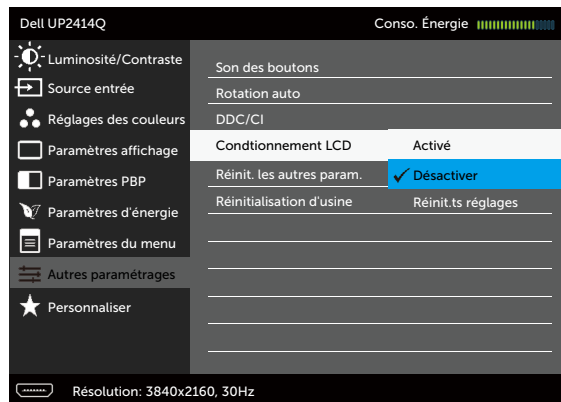 Dell UP2414Q
Conso. Énergie
Luminosité/Contraste
Source entrée
Réglages des couleurs
Paramètres affichage
Paramètres PBP
Paramètres d'énergie
Paramètres du menu
Autres paramétrages
Personnaliser
Son des boutons
Rotation auto
DDC/CI
Condtionnement LCD
Réinit. les autres param.
Réinitialisation d'usine
Activé
Désactiver
Réinit.ts réglages
Résolution: 3840x2160, 30Hz